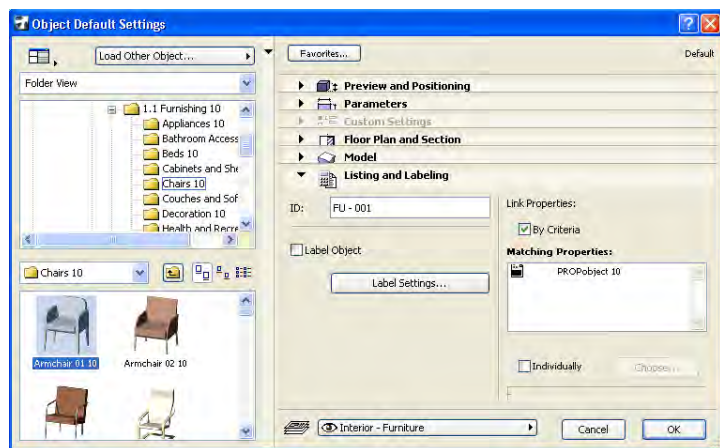 Object Default Settings
Load Other Object...
Folder View
1.1 Furnishing 10
Appliances 10
Bathroom Access
Beds 10
Cabinets and She
Chairs 10
Couches and Sof
Decoration 10
Health and Recre
Chairs 10
Armchair 01 10
Armchair 02 10
Favorites...
Default
Preview and Positioning
Parameters
Custom Settings
Floor Plan and Section
Model
Listing and Labeling
ID:
FU - 001
Label Object
Label Settings...
Link Properties:
By Criteria
Matching Properties:
PROPobject 10
Individually
Choose...
Interior - Furniture
Cancel
OK